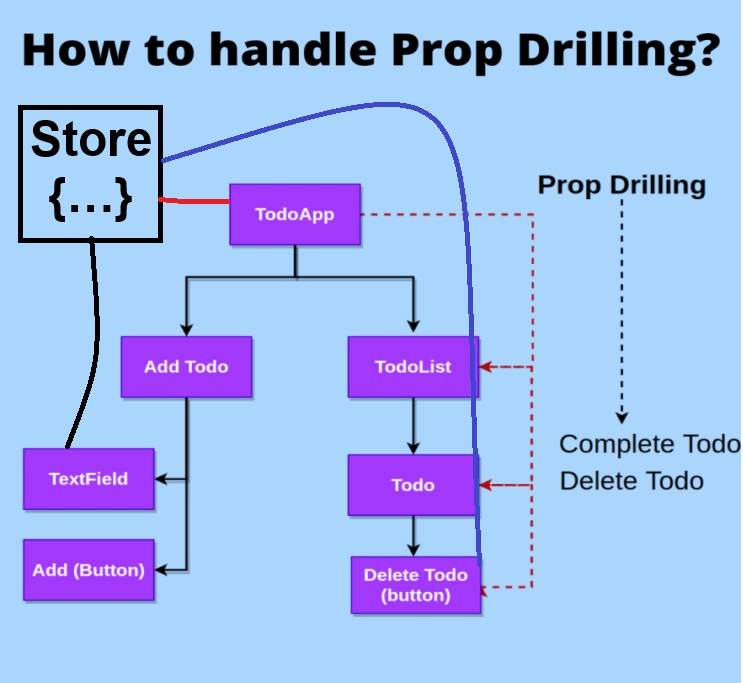 How to handle Prop Drilling?
Store
{...}
TodoApp
Prop Drilling
Add Todo
TodoList
Complete Todo
Delete Todo
TextField
Todo
Add (Button)
Delete Todo
(button)